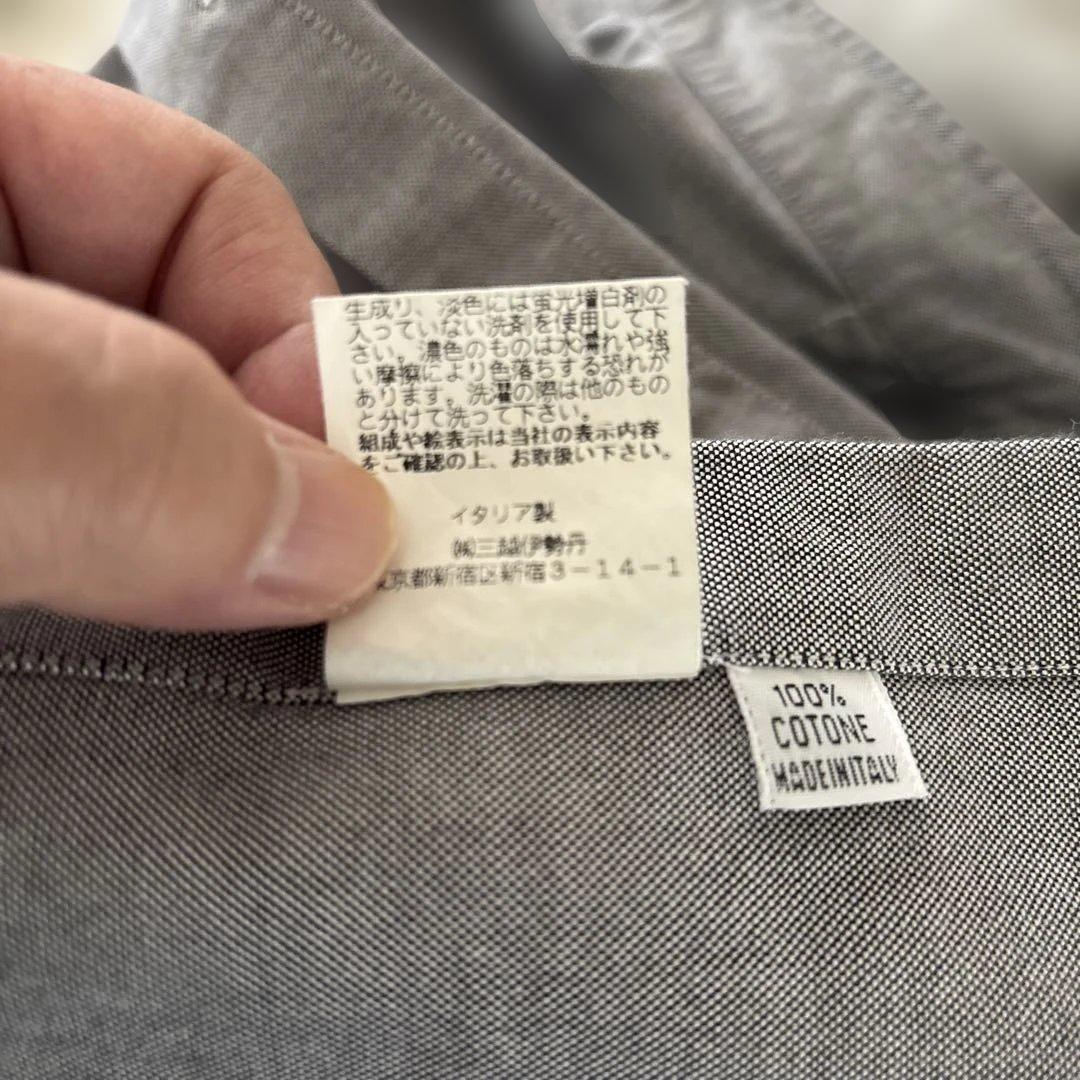 生成り、淡色には蛍光増白剤の
入っていない洗剤を使用して下
さい。濃色のものは水濡れや強
い摩擦により色落ちする恐れが
あります。洗濯の際は他のもの
と分けて洗って下さい。
組成や絵表示は当社の表示内容
をご確認の上、お取扱い下さい。
イタリア製
㈱三越伊勢丹
東京都新宿区新宿3-14-1
100%
COTONE
MADEINITALY